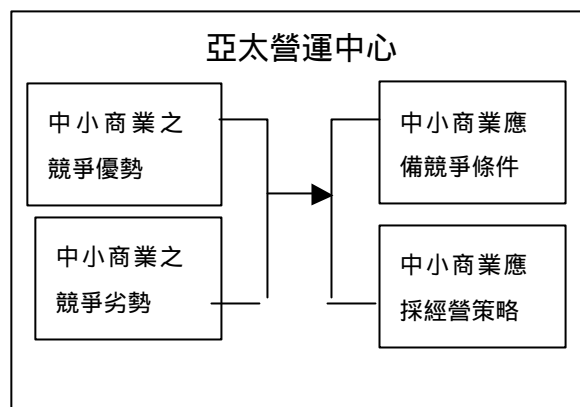 亞太營運中心
中小商業之
競爭優勢
中小商業應
備競爭條件
中小商業之
競爭劣勢
中小商業應
採經營策略